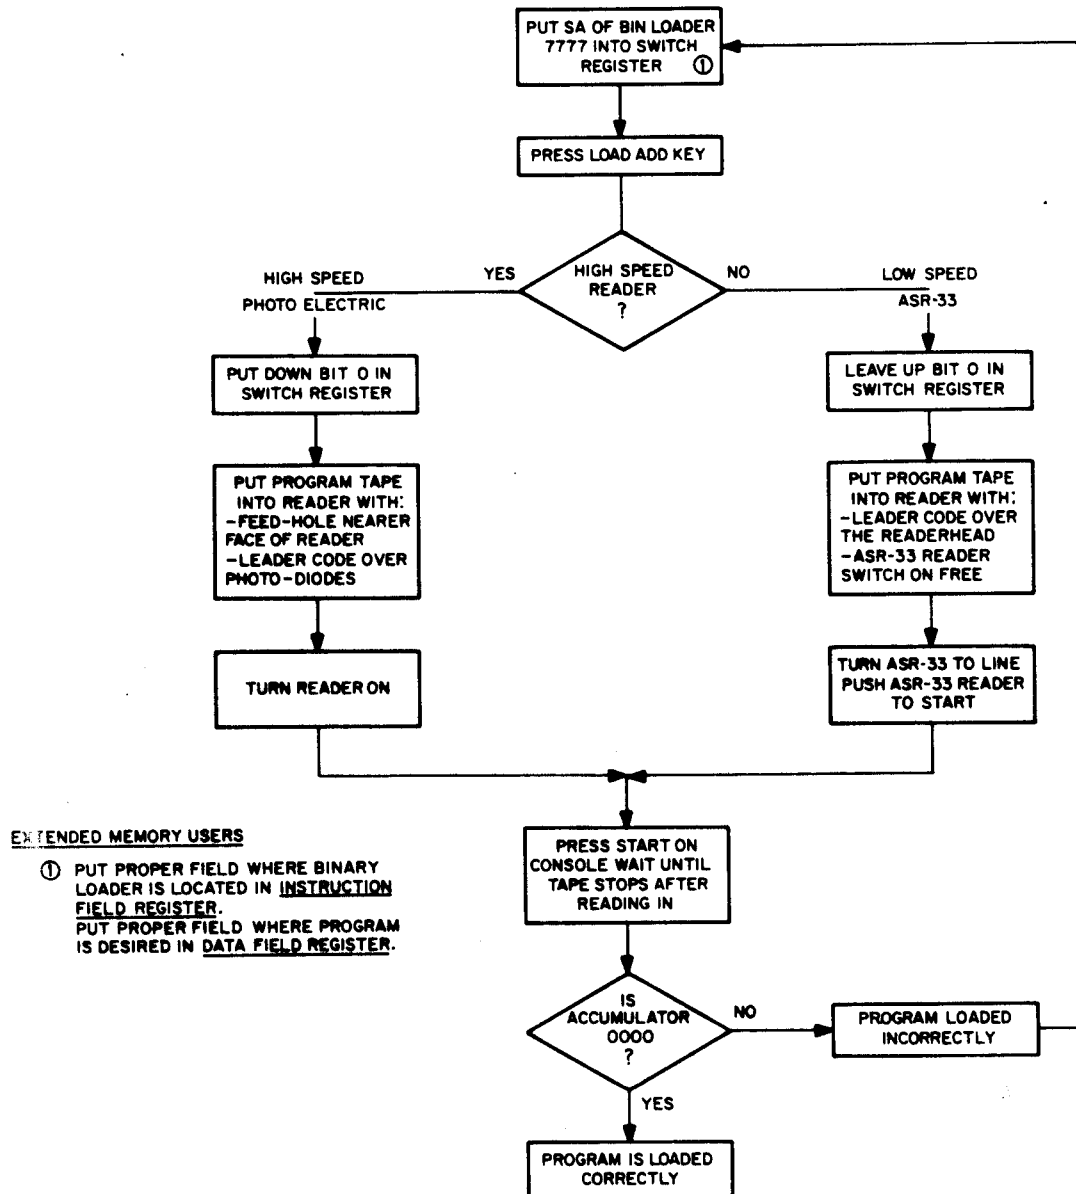 PUT SA OF BIN LOADER
7777 INTO SWITCH
REGISTER ①
PRESS LOAD ADD KEY
HIGH SPEED
READER
?
YES
NO
HIGH SPEED
PHOTO ELECTRIC
LOW SPEED
ASR-33
PUT DOWN BIT 0 IN
SWITCH REGISTER
LEAVE UP BIT 0 IN
SWITCH REGISTER
PUT PROGRAM TAPE
INTO READER WITH:
-FEED-HOLE NEARER
FACE OF READER
-LEADER CODE OVER
PHOTO-DIODES
PUT PROGRAM TAPE
INTO READER WITH:
-LEADER CODE OVER
THE READERHEAD
-ASR-33 READER
SWITCH ON FREE
TURN READER ON
TURN ASR-33 TO LINE
PUSH ASR-33 READER
TO START
EXTENDED MEMORY USERS
① PUT PROPER FIELD WHERE BINARY
LOADER IS LOCATED IN INSTRUCTION
FIELD REGISTER.
PUT PROPER FIELD WHERE PROGRAM
IS DESIRED IN DATA FIELD REGISTER.
PRESS START ON
CONSOLE WAIT UNTIL
TAPE STOPS AFTER
READING IN
IS
ACCUMULATOR
0000
?
NO
PROGRAM LOADED
INCORRECTLY
YES
PROGRAM IS LOADED
CORRECTLY